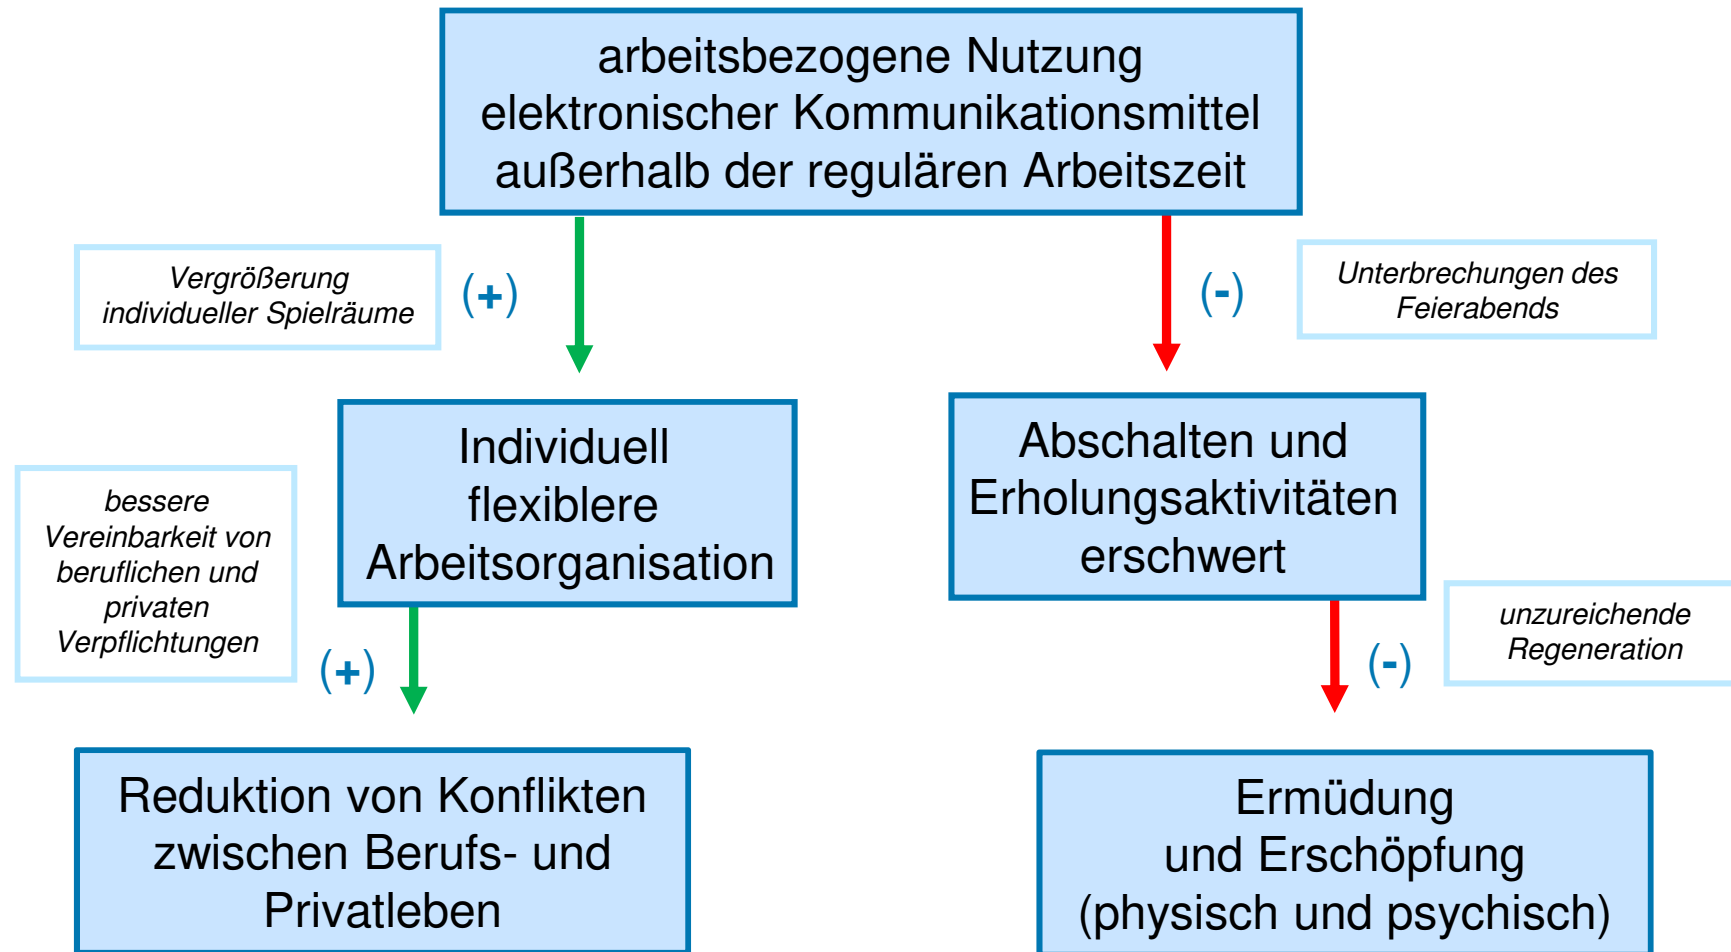 arbeitsbezogene Nutzung
elektronischer Kommunikationsmittel
außerhalb der regulären Arbeitszeit
Vergrößerung
individueller Spielräume
(+)
(-)
Unterbrechungen des
Feierabends
Individuell
flexiblere
Arbeitsorganisation
Abschalten und
Erholungsaktivitäten
erschwert
bessere
Vereinbarkeit von
beruflichen und
privaten
Verpflichtungen
(+)
(-)
unzureichende
Regeneration
Reduktion von Konflikten
zwischen Berufs- und
Privatleben
Ermüdung
und Erschöpfung
(physisch und psychisch)